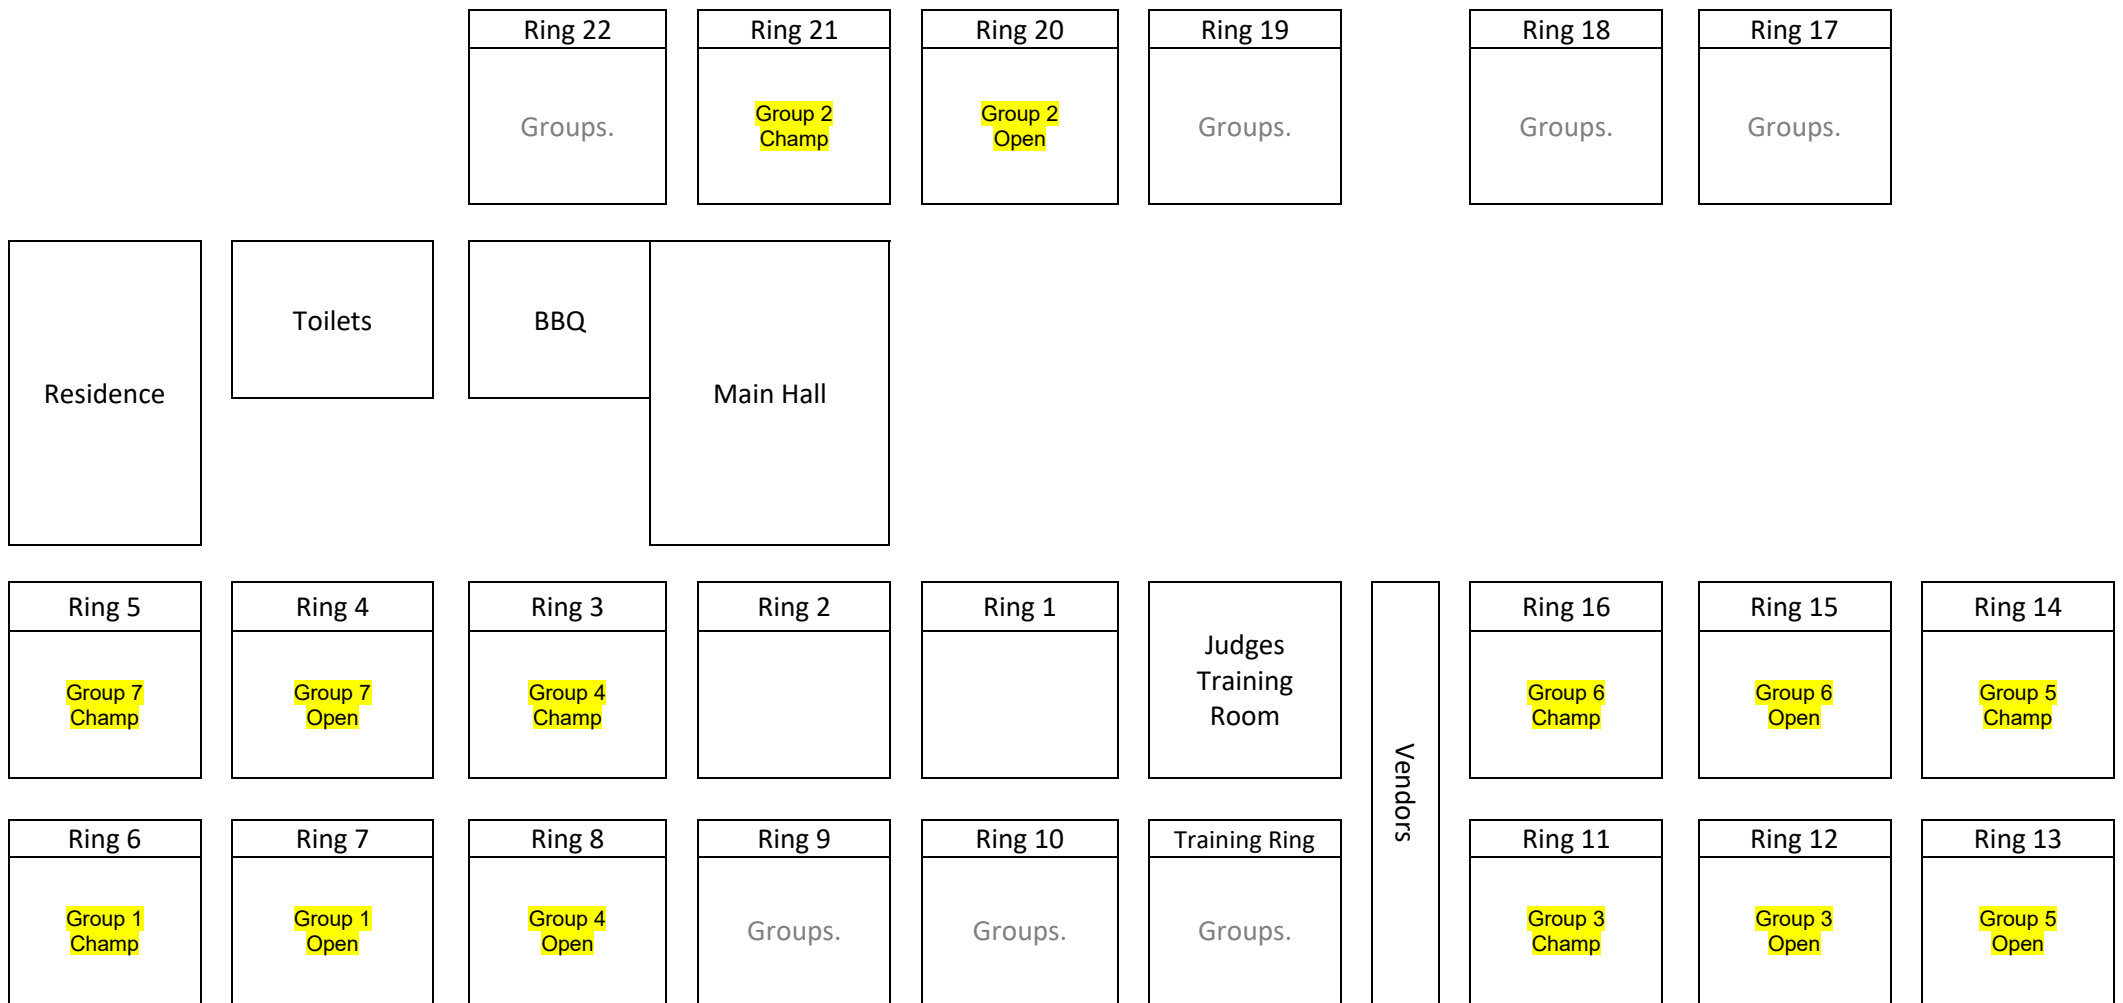 Ring 22
Ring 21
Ring 20
Ring 19
Ring 18
Ring 17
Groups.
Group 2
Champ
Group 2
Open
Groups.
Groups.
Groups.
Residence
Toilets
BBQ
Main Hall
Ring 5
Ring 4
Ring 3
Ring 2
Ring 1
Judges
Training
Room
Vendors
Ring 16
Ring 15
Ring 14
Group 7
Champ
Group 7
Open
Group 4
Champ
Group 6
Champ
Group 6
Open
Group 5
Champ
Ring 6
Ring 7
Ring 8
Ring 9
Ring 10
Training Ring
Ring 11
Ring 12
Ring 13
Group 1
Champ
Group 1
Open
Group 4
Open
Groups.
Groups.
Groups.
Group 3
Champ
Group 3
Open
Group 5
Open